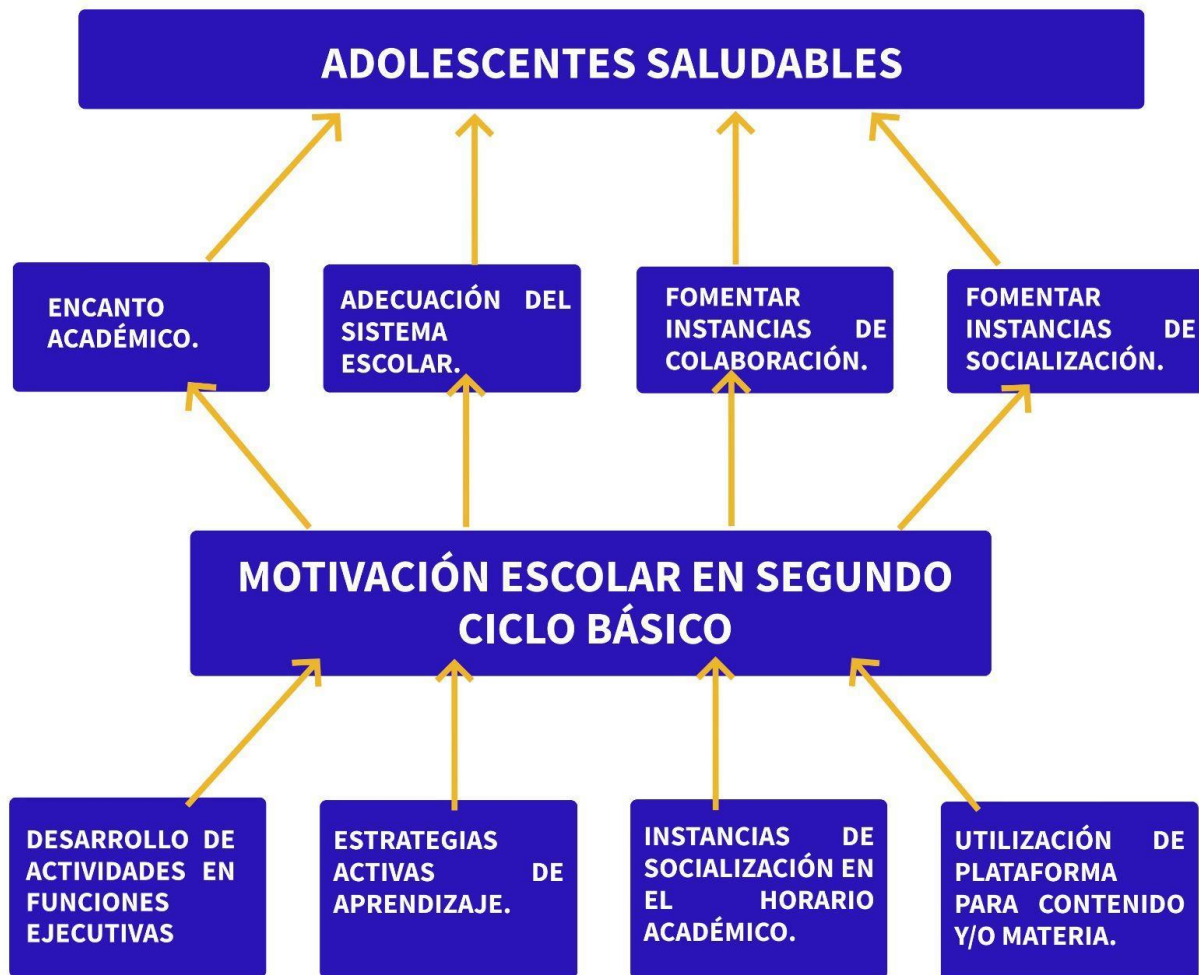 ADOLESCENTES SALUDABLES
ENCANTO
ACADÉMICO.
ADECUACIÓN DEL
SISTEMA
ESCOLAR.
FOMENTAR
INSTANCIAS DE
COLABORACIÓN.
FOMENTAR
INSTANCIAS DE
SOCIALIZACIÓN.
MOTIVACIÓN ESCOLAR EN SEGUNDO
CICLO BÁSICO
DESARROLLO DE
ACTIVIDADES EN
FUNCIONES
EJECUTIVAS
ESTRATEGIAS
ACTIVAS DE
APRENDIZAJE.
INSTANCIAS DE
SOCIALIZACIÓN EN
EL HORARIO
ACADÉMICO.
UTILIZACIÓN DE
PLATAFORMA
PARA CONTENIDO
Y/O MATERIA.